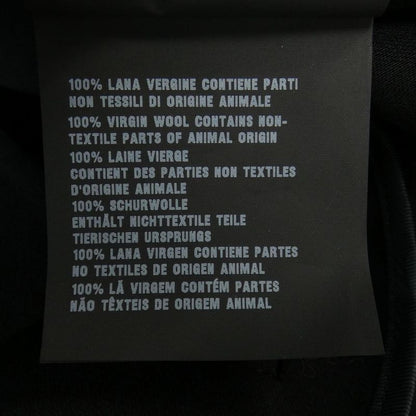 100% LANA VERGINE CONTIENE PARTI
NON TESSILI DI ORIGINE ANIMALE
100% VIRGIN WOOL CONTAINS NON-
TEXTILE PARTS OF ANIMAL ORIGIN
100% LAINE VIERGE
CONTIENT DES PARTIES NON TEXTILES
D'ORIGINE ANIMALE
100% SCHURWOLLE
ENTHÄLT NICHTTEXTILE TEILE
TIERISCHEN URSPRUNGS
100% LANA VIRGEN CONTIENE PARTES
NO TEXTILES DE ORIGEN ANIMAL
100% LÃ VIRGEM CONTÉM PARTES
NÃO TÊXTEIS DE ORIGEM ANIMAL